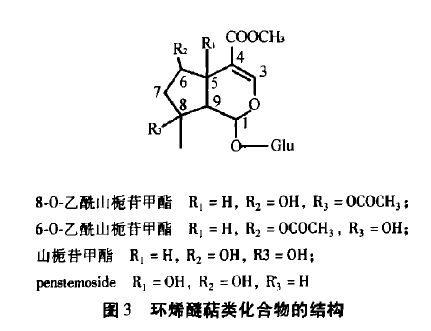 R₂
R₁
COOCH₃
4
3
6
5
7
8
9
O
R₃
1
O—Glu
8-O-乙酰山栀苷甲酯 R₁ = H, R₂ = OH, R₃ = OCOCH₃;
6-O-乙酰山栀苷甲酯 R₁ = H, R₂ = OCOCH₃, R₃ = OH;
山栀苷甲酯 R₁ = H, R₂ = OH, R3 = OH;
penstemoside R₁ = OH, R₂ = OH, R₃ = H
图3 环烯醚萜类化合物的结构